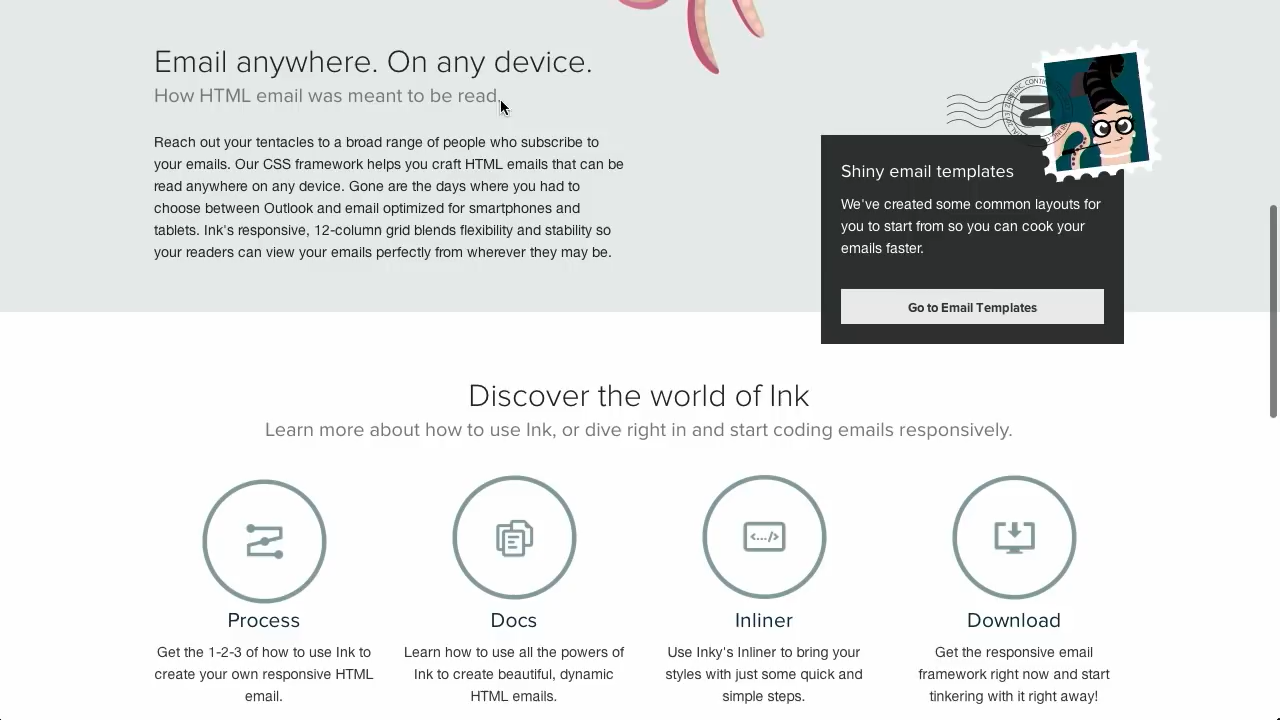 Email anywhere. On any device.
How HTML email was meant to be read.
Reach out your tentacles to a broad range of people who subscribe to
your emails. Our CSS framework helps you craft HTML emails that can be
read anywhere on any device. Gone are the days where you had to
choose between Outlook and email optimized for smartphones and
tablets. Ink's responsive, 12-column grid blends flexibility and stability so
your readers can view your emails perfectly from wherever they may be.
Shiny email templates
We've created some common layouts for
you to start from so you can cook your
emails faster.
Go to Email Templates
Discover the world of Ink
Learn more about how to use Ink, or dive right in and start coding emails responsively.
<.../>
Process
Get the 1-2-3 of how to use Ink to
create your own responsive HTML
email.
Docs
Learn how to use all the powers of
Ink to create beautiful, dynamic
HTML emails.
Inliner
Use Inky's Inliner to bring your
styles with just some quick and
simple steps.
Download
Get the responsive email
framework right now and start
tinkering with it right away!